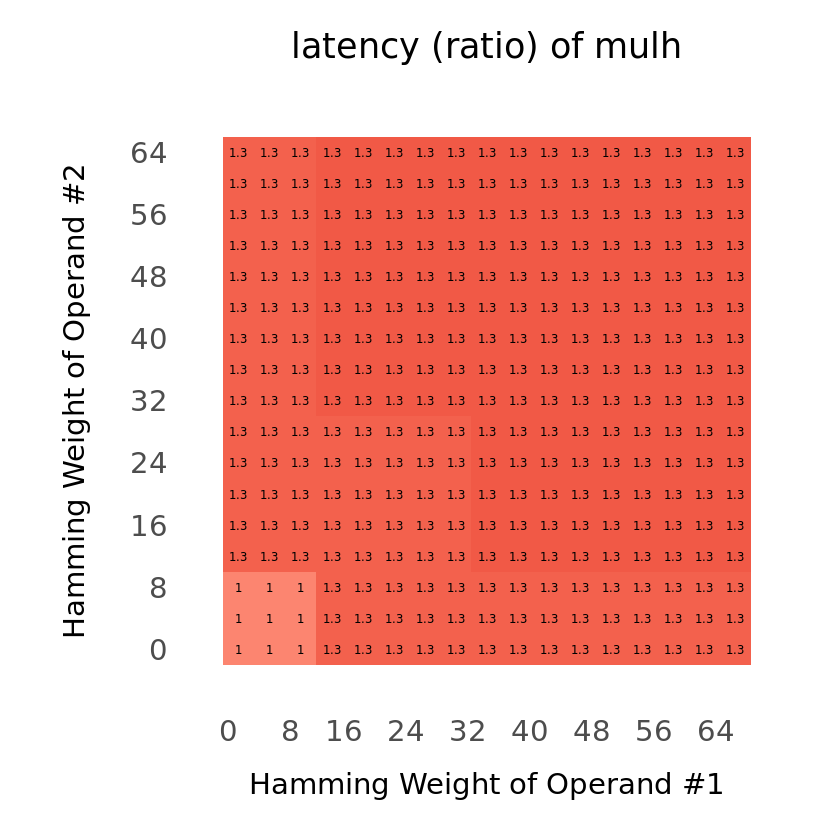 latency (ratio) of mulh
Hamming Weight of Operand #2
64 1.3 1.3 1.3 1.3 1.3 1.3 1.3 1.3 1.3 1.3 1.3 1.3 1.3 1.3 1.3 1.3 1.3
1.3 1.3 1.3 1.3 1.3 1.3 1.3 1.3 1.3 1.3 1.3 1.3 1.3 1.3 1.3 1.3 1.3
56 1.3 1.3 1.3 1.3 1.3 1.3 1.3 1.3 1.3 1.3 1.3 1.3 1.3 1.3 1.3 1.3 1.3
1.3 1.3 1.3 1.3 1.3 1.3 1.3 1.3 1.3 1.3 1.3 1.3 1.3 1.3 1.3 1.3 1.3
48 1.3 1.3 1.3 1.3 1.3 1.3 1.3 1.3 1.3 1.3 1.3 1.3 1.3 1.3 1.3 1.3 1.3
1.3 1.3 1.3 1.3 1.3 1.3 1.3 1.3 1.3 1.3 1.3 1.3 1.3 1.3 1.3 1.3 1.3
40 1.3 1.3 1.3 1.3 1.3 1.3 1.3 1.3 1.3 1.3 1.3 1.3 1.3 1.3 1.3 1.3 1.3
1.3 1.3 1.3 1.3 1.3 1.3 1.3 1.3 1.3 1.3 1.3 1.3 1.3 1.3 1.3 1.3 1.3
32 1.3 1.3 1.3 1.3 1.3 1.3 1.3 1.3 1.3 1.3 1.3 1.3 1.3 1.3 1.3 1.3 1.3
1.3 1.3 1.3 1.3 1.3 1.3 1.3 1.3 1.3 1.3 1.3 1.3 1.3 1.3 1.3 1.3 1.3
24 1.3 1.3 1.3 1.3 1.3 1.3 1.3 1.3 1.3 1.3 1.3 1.3 1.3 1.3 1.3 1.3 1.3
1.3 1.3 1.3 1.3 1.3 1.3 1.3 1.3 1.3 1.3 1.3 1.3 1.3 1.3 1.3 1.3 1.3
16 1.3 1.3 1.3 1.3 1.3 1.3 1.3 1.3 1.3 1.3 1.3 1.3 1.3 1.3 1.3 1.3 1.3
1.3 1.3 1.3 1.3 1.3 1.3 1.3 1.3 1.3 1.3 1.3 1.3 1.3 1.3 1.3 1.3 1.3
8 1 1 1 1.3 1.3 1.3 1.3 1.3 1.3 1.3 1.3 1.3 1.3 1.3 1.3 1.3 1.3
1 1 1 1.3 1.3 1.3 1.3 1.3 1.3 1.3 1.3 1.3 1.3 1.3 1.3 1.3 1.3
0 1 1 1 1.3 1.3 1.3 1.3 1.3 1.3 1.3 1.3 1.3 1.3 1.3 1.3 1.3 1.3
0 8 16 24 32 40 48 56 64
Hamming Weight of Operand #1